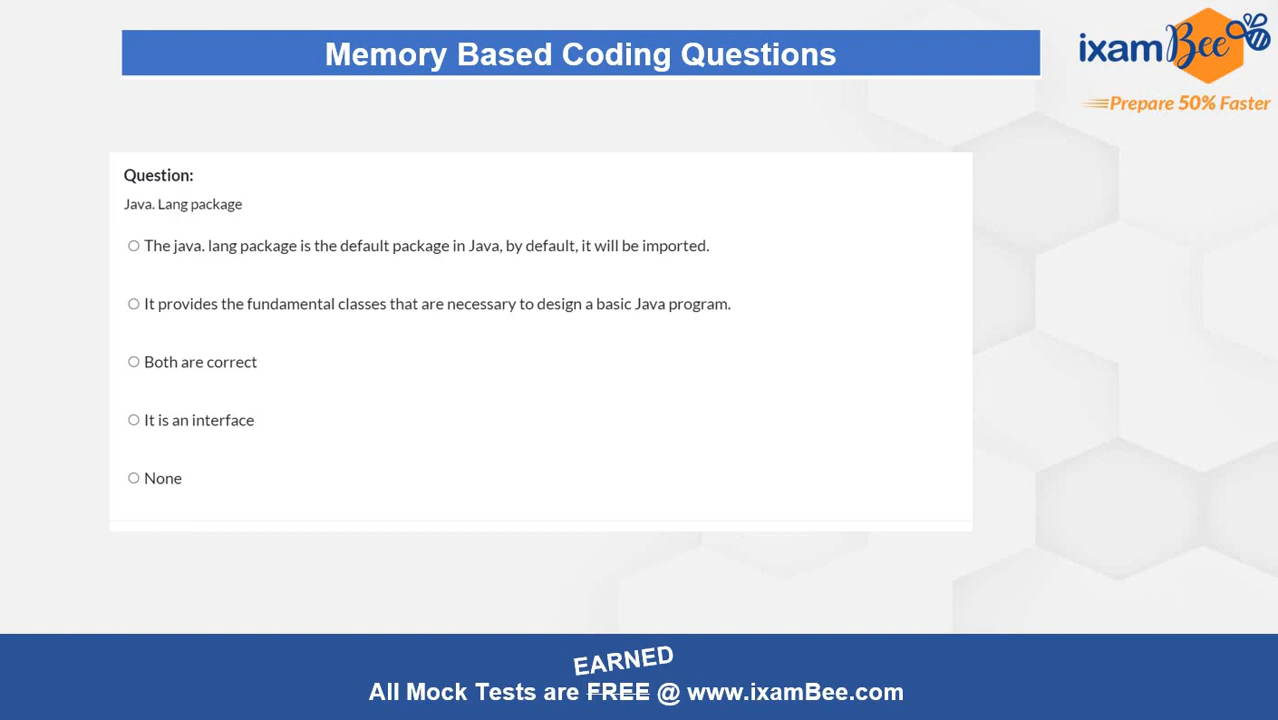 Memory Based Coding Questions
ixamBee
Prepare 50% Faster
Question:
Java. Lang package
The java. lang package is the default package in Java, by default, it will be imported.
It provides the fundamental classes that are necessary to design a basic Java program.
Both are correct
It is an interface
None
EARNED
All Mock Tests are FREE @ www.ixamBee.com